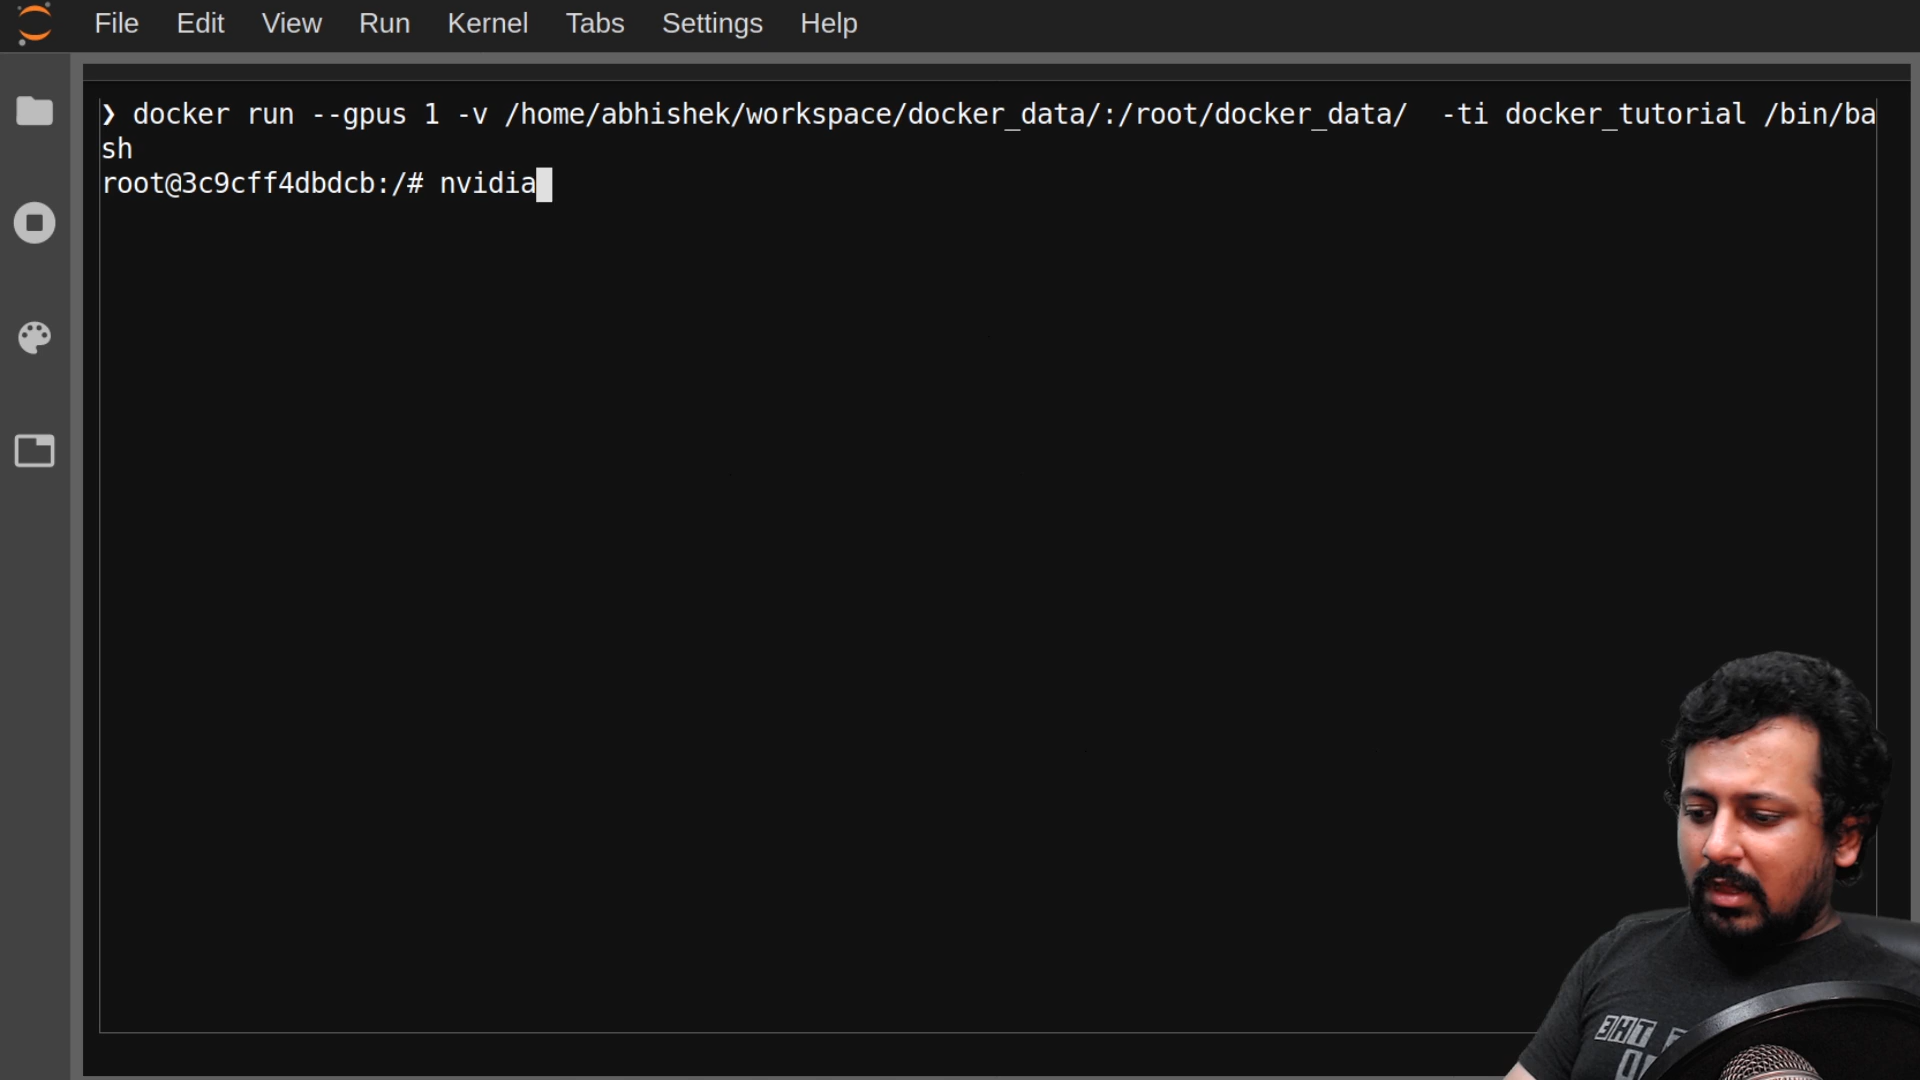 File Edit View Run Kernel Tabs Settings Help
❯ docker run --gpus 1 -v /home/abhishek/workspace/docker_data/:/root/docker_data/  -ti docker_tutorial /bin/ba
sh
root@3c9cff4dbdcb:/# nvidia